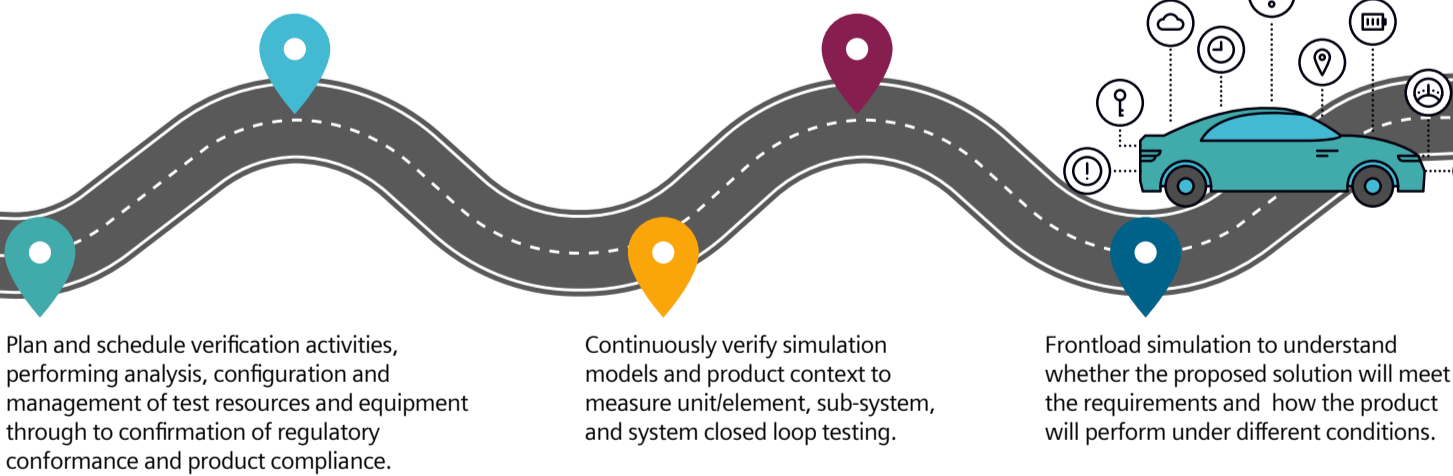 Plan and schedule verification activities,
performing analysis, configuration and
management of test resources and equipment
through to confirmation of regulatory
conformance and product compliance.
Continuously verify simulation
models and product context to
measure unit/element, sub-system,
and system closed loop testing.
Frontload simulation to understand
whether the proposed solution will meet
the requirements and  how the product
will perform under different conditions.